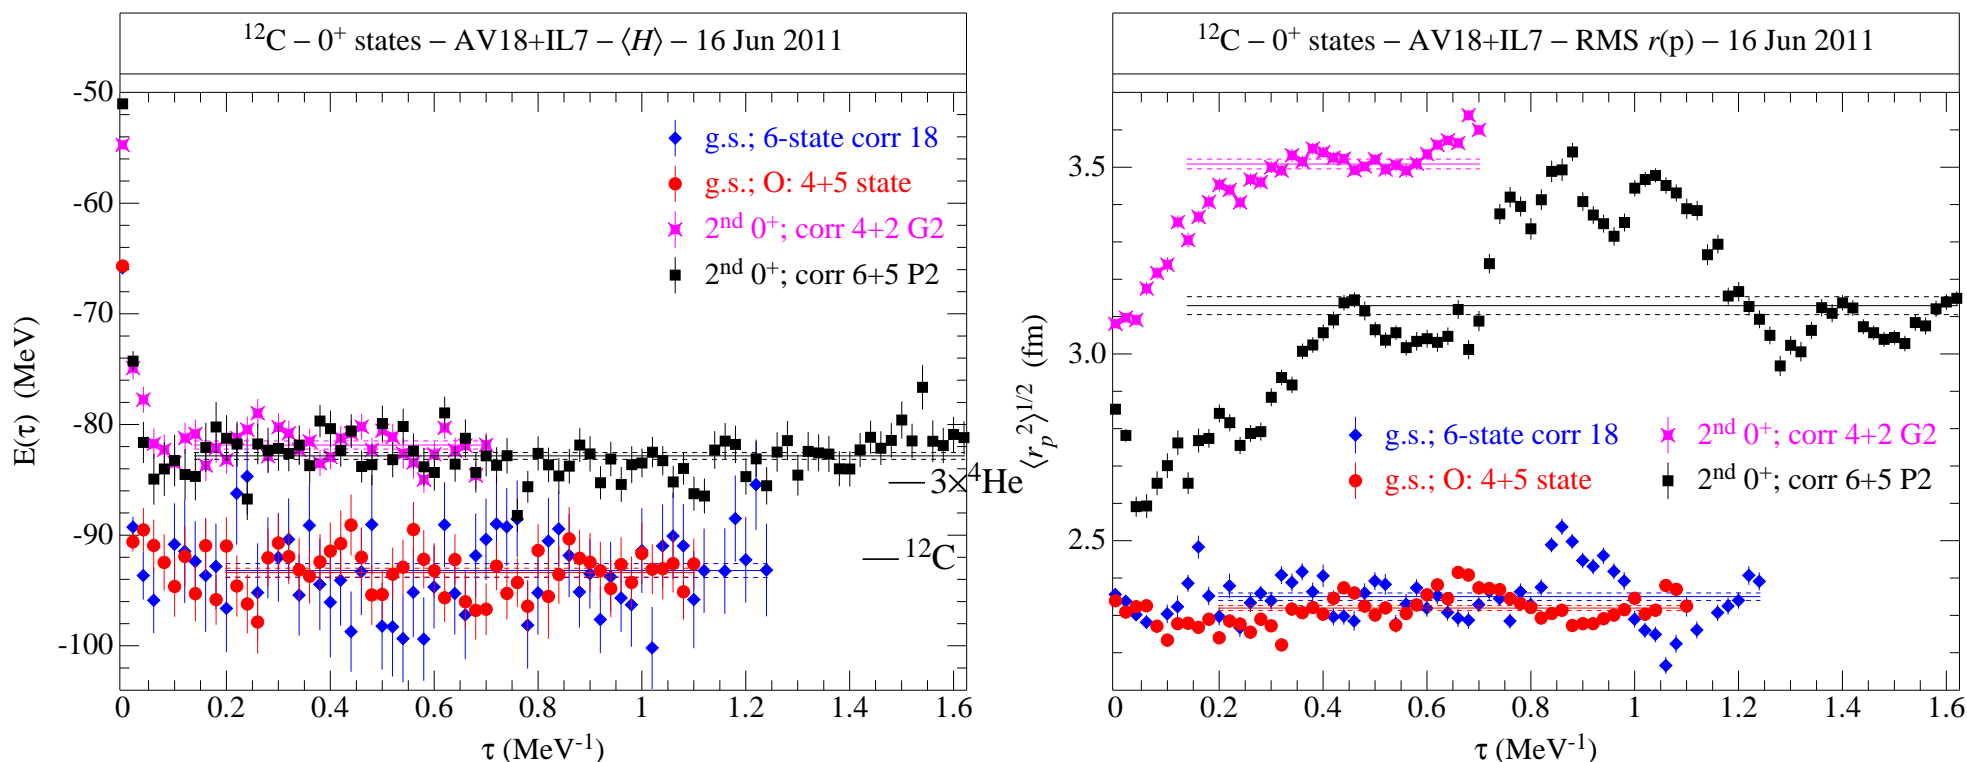 ¹²C – 0⁺ states – AV18+IL7 – ⟨H⟩ – 16 Jun 2011
E(τ) (MeV)
-50
-60
-70
-80
-90
-100
g.s.; 6-state corr 18
g.s.; O: 4+5 state
2ⁿᵈ 0⁺; corr 4+2 G2
2ⁿᵈ 0⁺; corr 6+5 P2
3×⁴He
¹²C
0 0.2 0.4 0.6 0.8 1 1.2 1.4 1.6
τ (MeV⁻¹)
¹²C – 0⁺ states – AV18+IL7 – RMS r(p) – 16 Jun 2011
⟨rₚ²⟩¹ᐟ² (fm)
3.5
3.0
2.5
g.s.; 6-state corr 18
g.s.; O: 4+5 state
2ⁿᵈ 0⁺; corr 4+2 G2
2ⁿᵈ 0⁺; corr 6+5 P2
0 0.2 0.4 0.6 0.8 1 1.2 1.4 1.6
τ (MeV⁻¹)